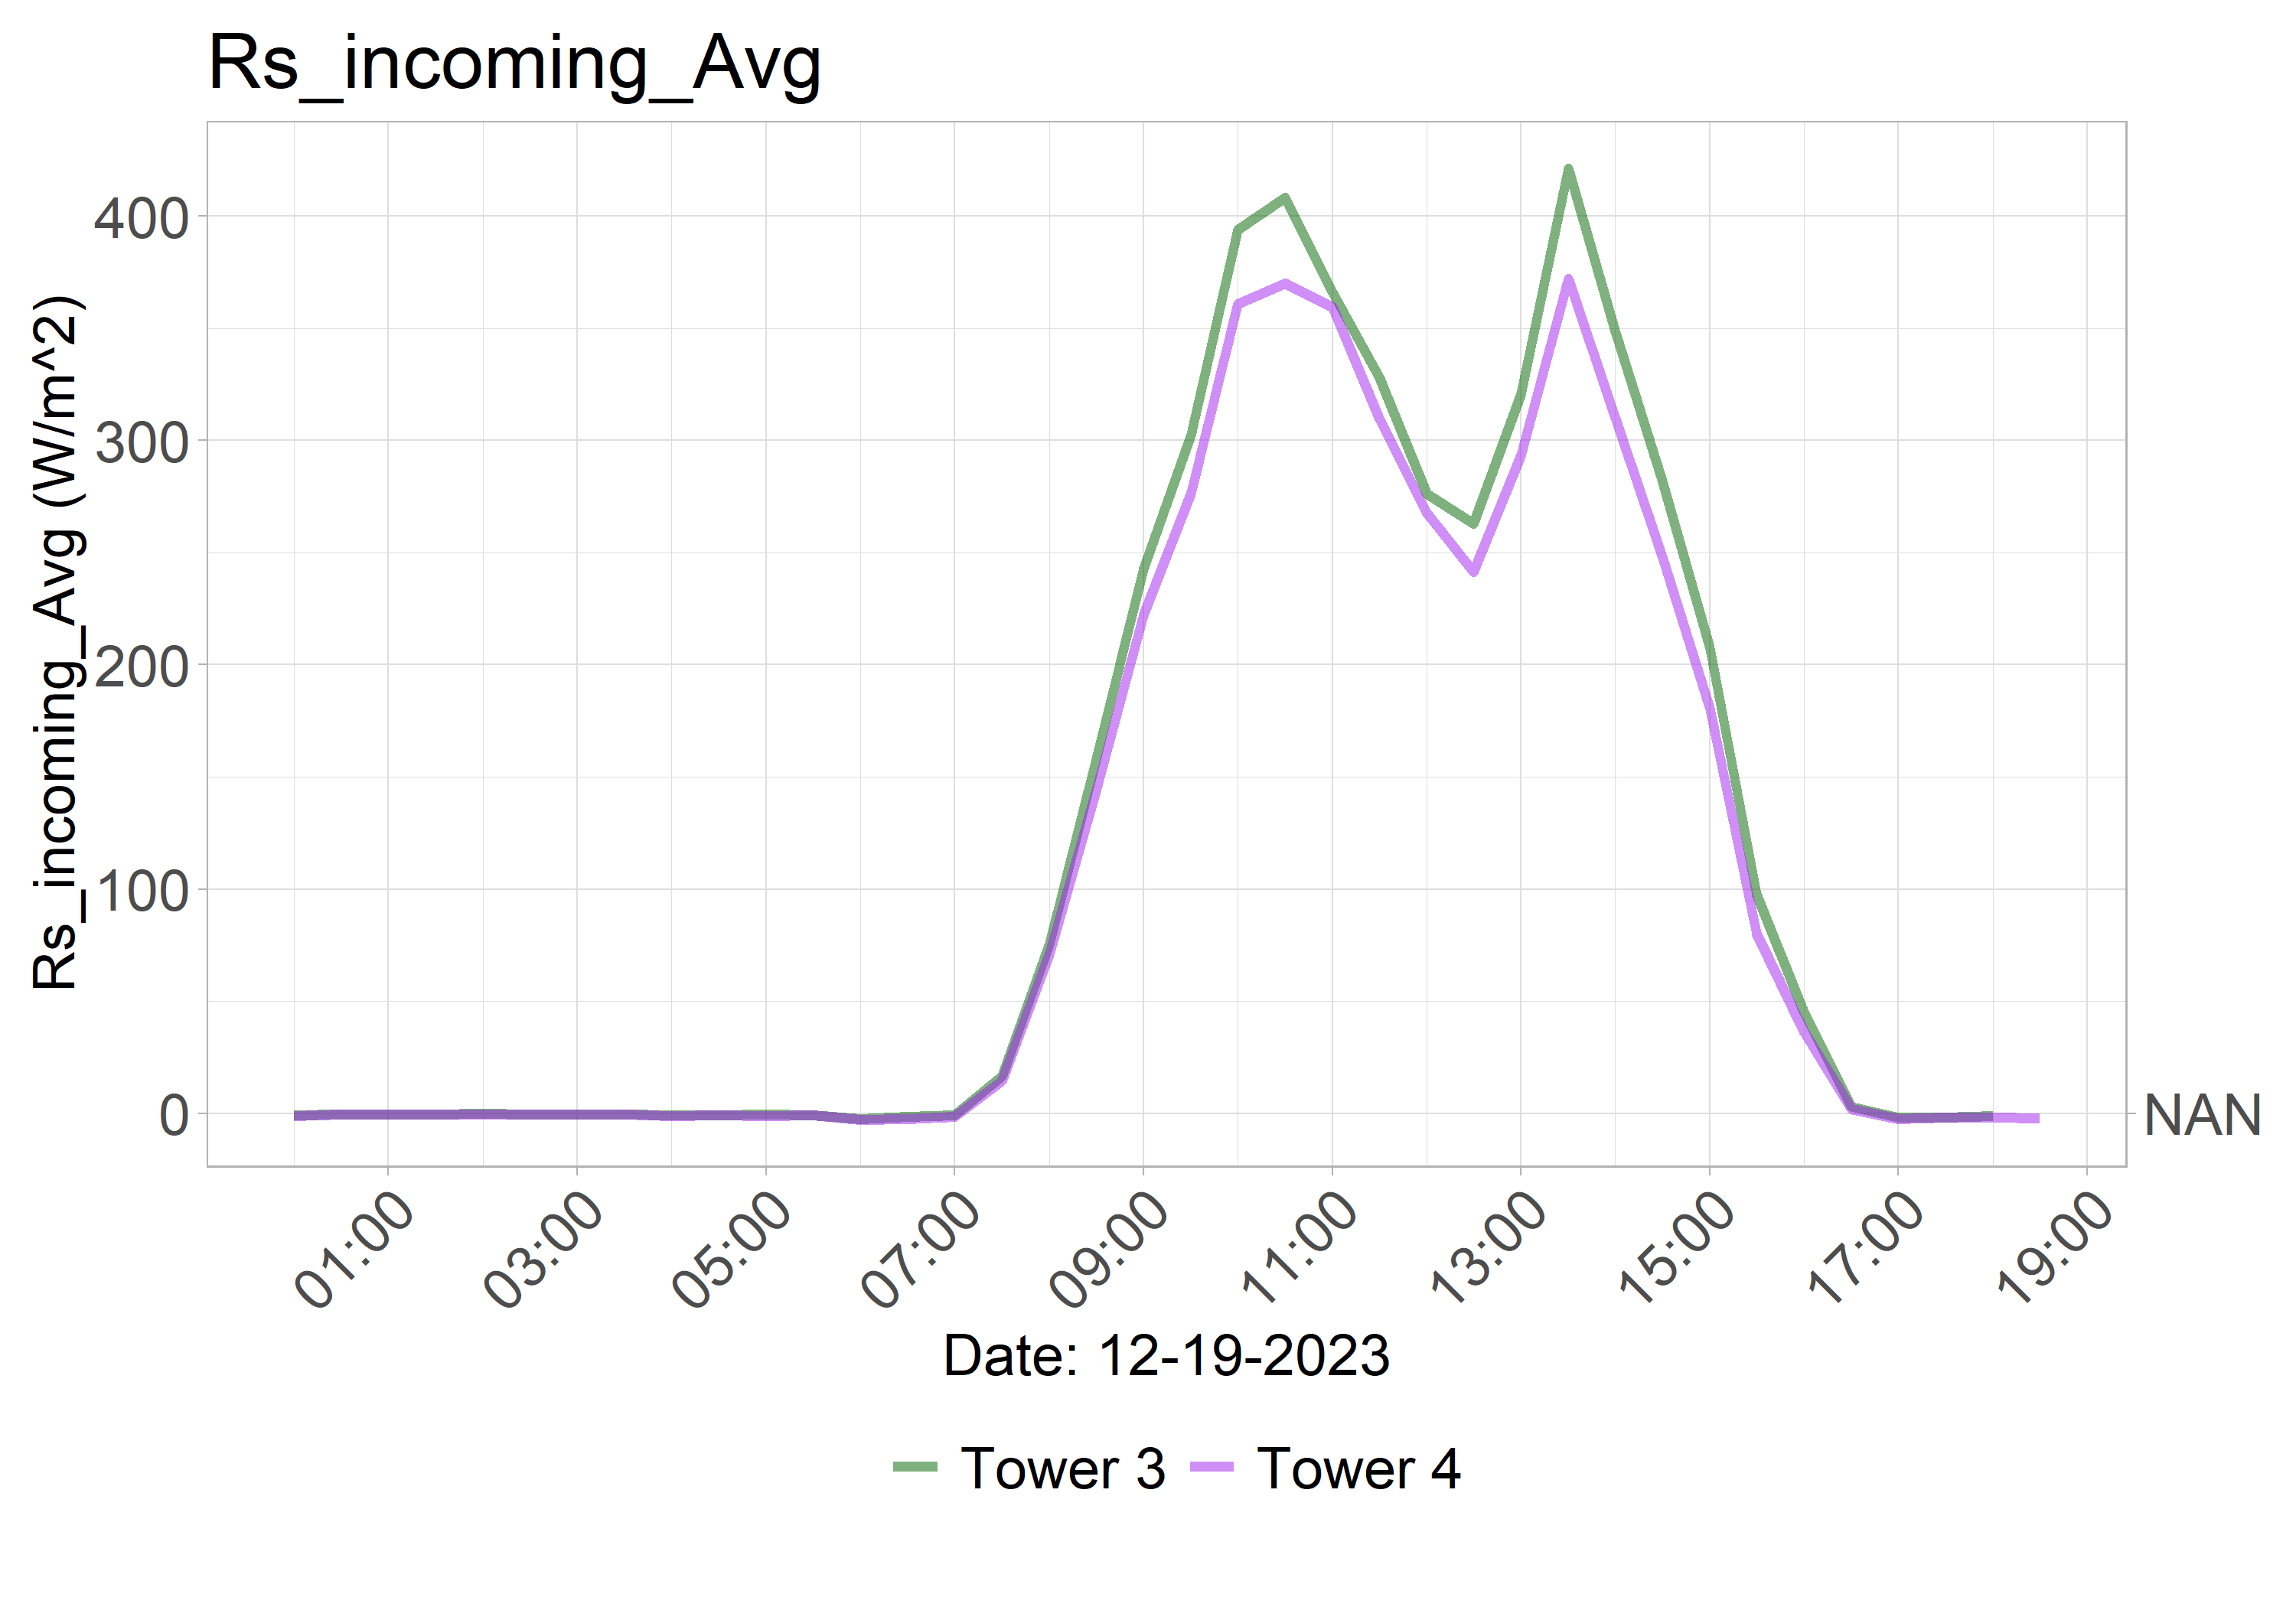 Rs_incoming_Avg
Rs_incoming_Avg (W/m^2)
400
300
200
100
0
NAN
01:00
03:00
05:00
07:00
09:00
11:00
13:00
15:00
17:00
19:00
Date: 12-19-2023
Tower 3
Tower 4